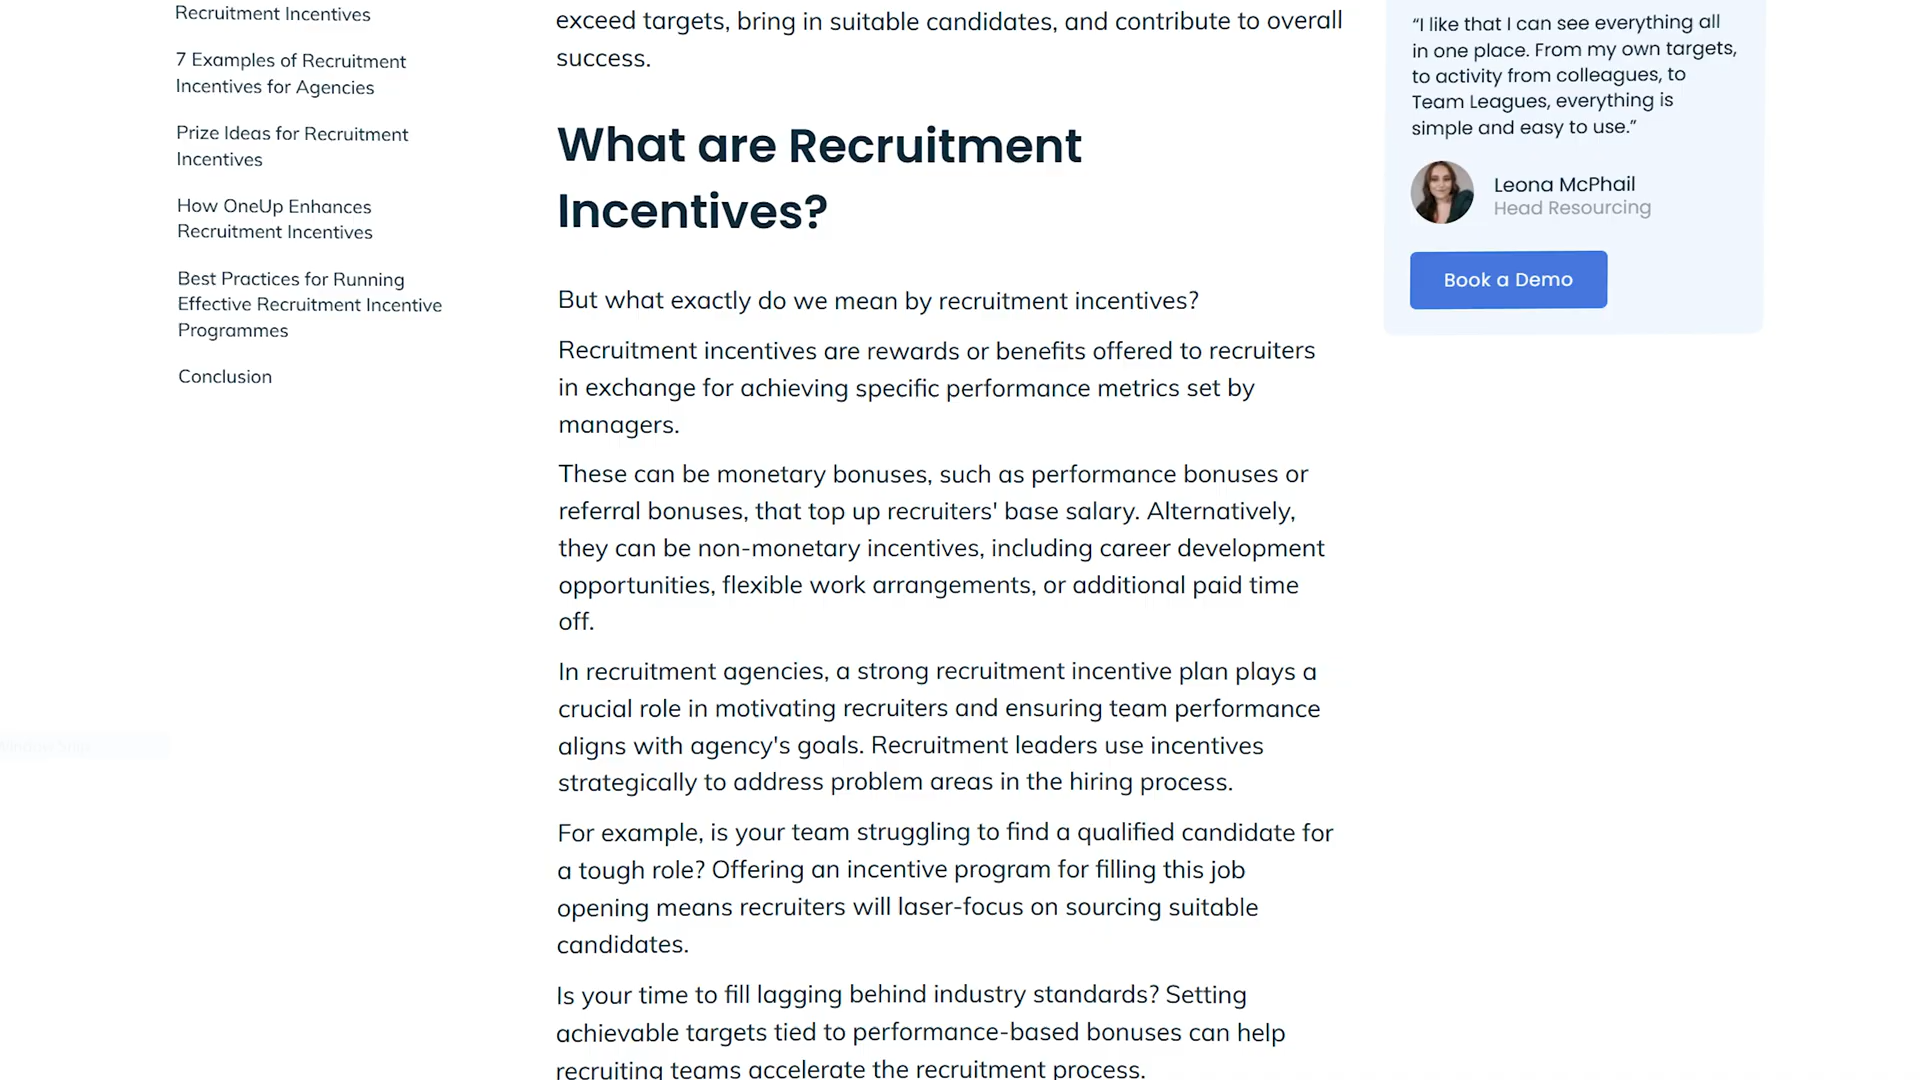 Recruitment Incentives
7 Examples of Recruitment
Incentives for Agencies
Prize Ideas for Recruitment
Incentives
How OneUp Enhances
Recruitment Incentives
Best Practices for Running
Effective Recruitment Incentive
Programmes
Conclusion
exceed targets, bring in suitable candidates, and contribute to overall
success.
What are Recruitment
Incentives?
But what exactly do we mean by recruitment incentives?
Recruitment incentives are rewards or benefits offered to recruiters
in exchange for achieving specific performance metrics set by
managers.
These can be monetary bonuses, such as performance bonuses or
referral bonuses, that top up recruiters' base salary. Alternatively,
they can be non-monetary incentives, including career development
opportunities, flexible work arrangements, or additional paid time
off.
In recruitment agencies, a strong recruitment incentive plan plays a
crucial role in motivating recruiters and ensuring team performance
aligns with agency's goals. Recruitment leaders use incentives
strategically to address problem areas in the hiring process.
For example, is your team struggling to find a qualified candidate for
a tough role? Offering an incentive program for filling this job
opening means recruiters will laser-focus on sourcing suitable
candidates.
Is your time to fill lagging behind industry standards? Setting
achievable targets tied to performance-based bonuses can help
recruiting teams accelerate the recruitment process.
“I like that I can see everything all
in one place. From my own targets,
to activity from colleagues, to
Team Leagues, everything is
simple and easy to use.”
Leona McPhail
Head Resourcing
Book a Demo